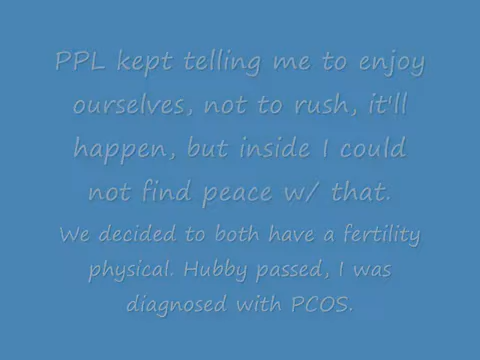 PPL kept telling me to enjoy
ourselves, not to rush, it'll
happen, but inside I could
not find peace w/ that.
We decided to both have a fertility
physical. Hubby passed, I was
diagnosed with PCOS.